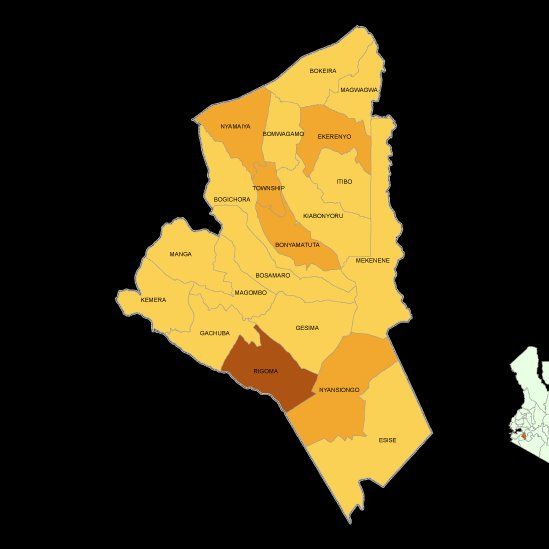 BOKEIRA
MAGWAGWA
NYAMAIYA
BOMWAGAMO
EKERENYO
ITIBO
TOWNSHIP
BOGICHORA
KIABONYORU
BONYAMATUTA
MANGA
MEKENENE
BOSAMARO
MAGOMBO
KEMERA
GESIMA
GACHUBA
RIGOMA
NYANSIONGO
ESISE